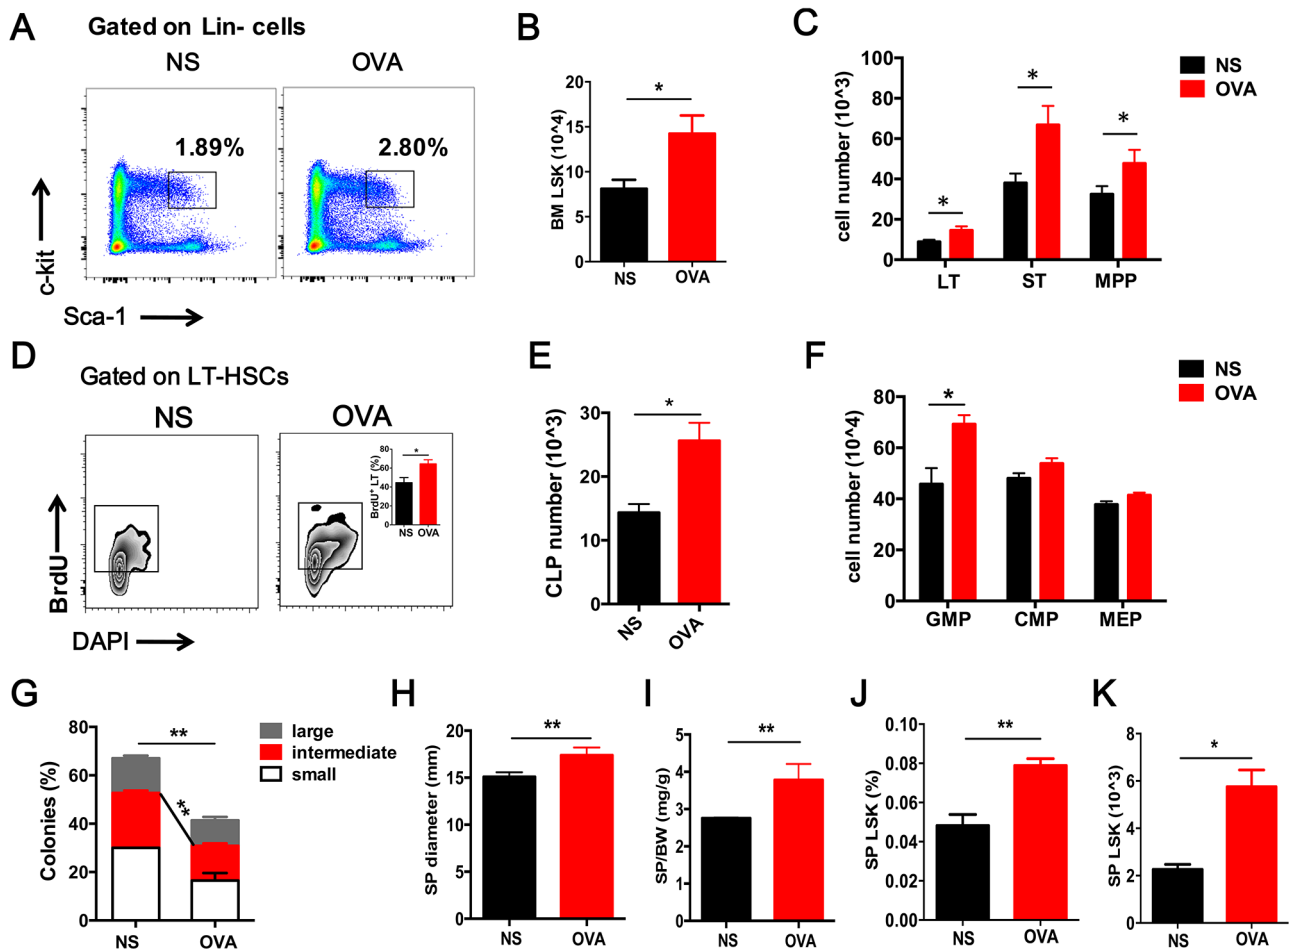 A
Gated on Lin- cells
NS
OVA
1.89%
2.80%
c-kit
Sca-1
B
BM LSK (10^4)
20
15
10
5
0
*
NS
OVA
C
cell number (10^3)
100
80
60
40
20
0
*
*
*
LT
ST
MPP
NS
OVA
D
Gated on LT-HSCs
NS
OVA
BrdU
DAPI
BrdU+ LT (%)
80
60
40
20
0
*
NS
OVA
E
CLP number (10^3)
30
20
10
0
*
NS
OVA
F
cell number (10^4)
80
60
40
20
0
*
GMP
CMP
MEP
NS
OVA
G
Colonies (%)
80
60
40
20
0
**
**
NS
OVA
large
intermediate
small
H
SP diameter (mm)
20
15
10
5
0
**
NS
OVA
I
SP/BW (mg/g)
5
4
3
2
1
0
**
NS
OVA
J
SP LSK (%)
0.10
0.08
0.06
0.04
0.02
0.00
**
NS
OVA
K
SP LSK (10^3)
8
6
4
2
0
*
NS
OVA